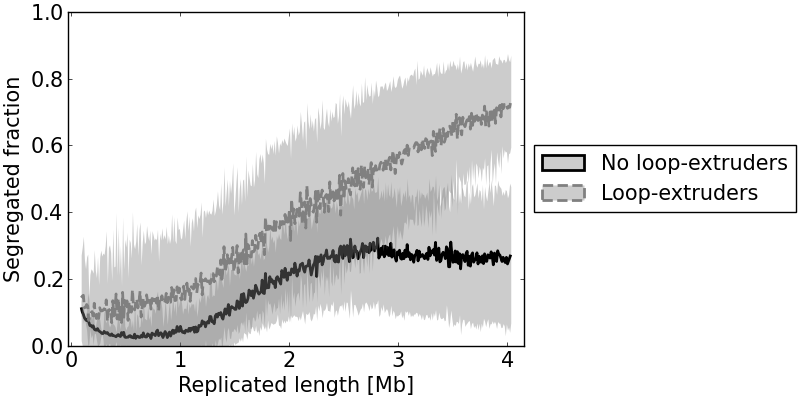 1.0
0.8
0.6
0.4
0.2
0.0
Segregated fraction
0 1 2 3 4
Replicated length [Mb]
No loop-extruders
Loop-extruders